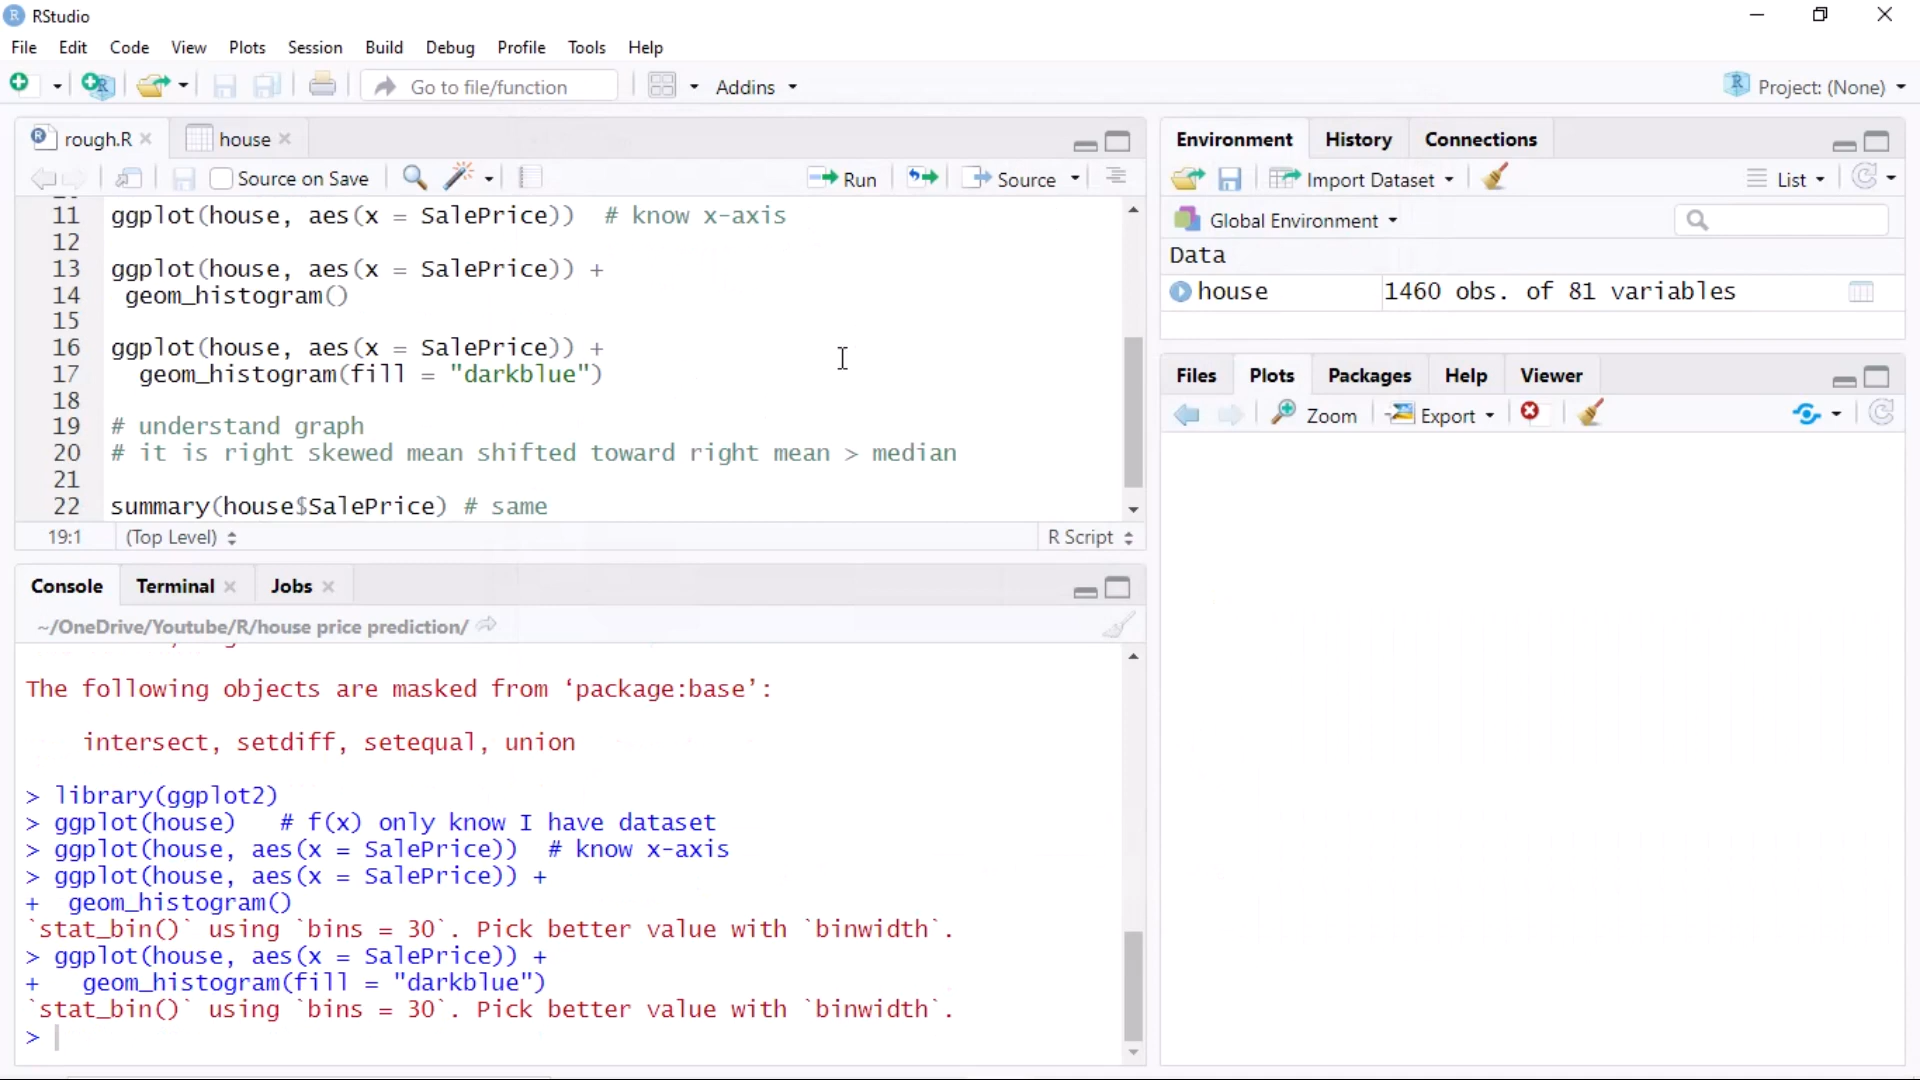 RStudio
File Edit Code View Plots Session Build Debug Profile Tools Help
Go to file/function Addins Project: (None)
rough.R house
Source on Save Run Source
11 ggplot(house, aes(x = SalePrice)) # know x-axis
12
13 ggplot(house, aes(x = SalePrice)) +
14 geom_histogram()
15
16 ggplot(house, aes(x = SalePrice)) +
17 geom_histogram(fill = "darkblue")
18
19 # understand graph
20 # it is right skewed mean shifted toward right mean > median
21
22 summary(house$SalePrice) # same
19:1 (Top Level) R Script
Console Terminal Jobs
~/OneDrive/Youtube/R/house price prediction/
The following objects are masked from ‘package:base’:
intersect, setdiff, setequal, union
> library(ggplot2)
> ggplot(house) # f(x) only know I have dataset
> ggplot(house, aes(x = SalePrice)) # know x-axis
> ggplot(house, aes(x = SalePrice)) +
+ geom_histogram()
`stat_bin()` using `bins = 30`. Pick better value with `binwidth`.
> ggplot(house, aes(x = SalePrice)) +
+ geom_histogram(fill = "darkblue")
`stat_bin()` using `bins = 30`. Pick better value with `binwidth`.
>
Environment History Connections
Import Dataset List
Global Environment
Data
house 1460 obs. of 81 variables
Files Plots Packages Help Viewer
Zoom Export